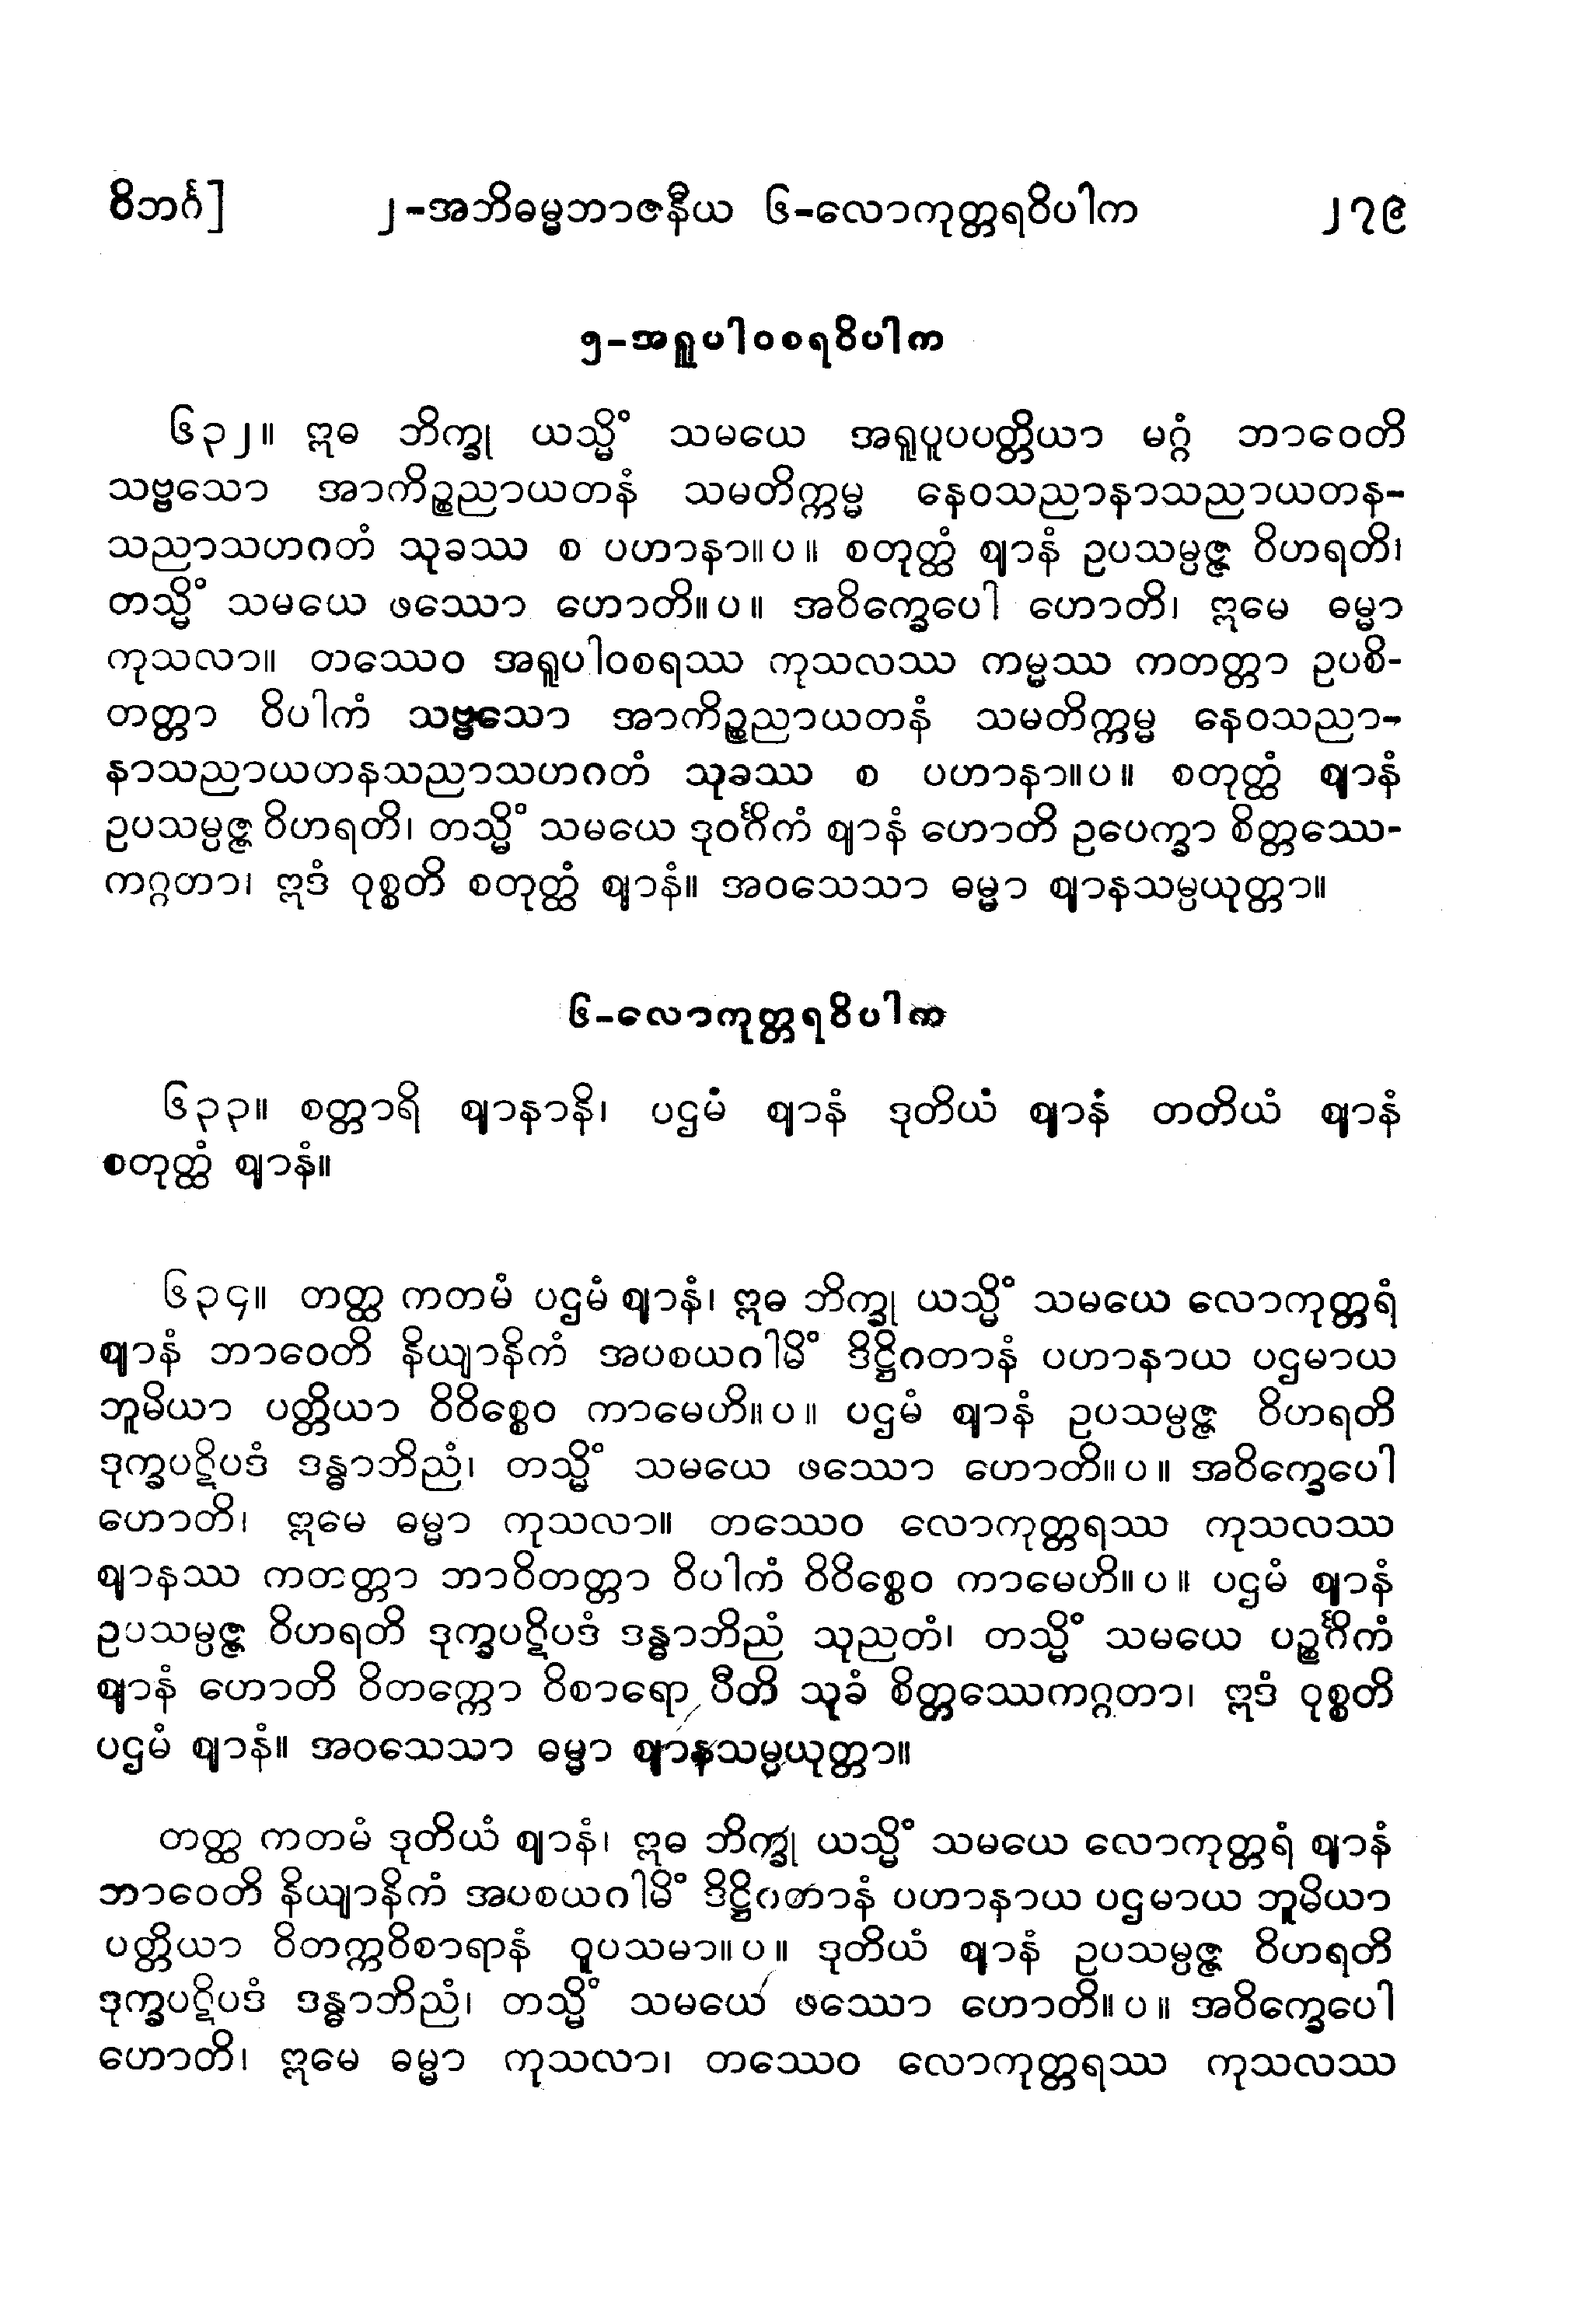 ဝိဘင်္ဂ] ၂-အဘိဓမ္မဘာဇနီယ ၆-လောကုတ္တရဝိပါက ၂၇၉
၅-အရူပါဝစရဝိပါက
၆၃၂။ ဣဓ ဘိက္ခု ယသ္မိံ သမယေ အရူပူပပတ္တိယာ မဂ္ဂံ ဘာဝေတိ
သဗ္ဗသော အာကိဉ္စညာယတနံ သမတိက္ကမ္မ နေဝသညာနာသညာယတန-
သညာသဟဂတံ သုခဿ စ ပဟာနာ။ပ။ စတုတ္ထံ ဈာနံ ဥပသမ္ပဇ္ဇ ဝိဟရတိ၊
တသ္မိံ သမယေ ဖဿော ဟောတိ။ပ။ အဝိက္ခေပေါ ဟောတိ၊ ဣမေ ဓမ္မာ
ကုသလာ။ တဿေဝ အရူပါဝစရဿ ကုသလဿ ကမ္မဿ ကတတ္တာ ဥပစိ-
တတ္တာ ဝိပါကံ သဗ္ဗသော အာကိဉ္စညာယတနံ သမတိက္ကမ္မ နေဝသညာ-
နာသညာယတနသညာသဟဂတံ သုခဿ စ ပဟာနာ။ပ။ စတုတ္ထံ ဈာနံ
ဥပသမ္ပဇ္ဇ ဝိဟရတိ၊ တသ္မိံ သမယေ ဒုဝင်္ဂိကံ ဈာနံ ဟောတိ ဥပေက္ခာ စိတ္တဿေ-
ကဂ္ဂတာ၊ ဣဒံ ဝုစ္စတိ စတုတ္ထံ ဈာနံ။ အဝသေသာ ဓမ္မာ ဈာနသမ္ပယုတ္တာ။
၆-လောကုတ္တရဝိပါက
၆၃၃။ စတ္တာရိ ဈာနာနိ၊ ပဌမံ ဈာနံ ဒုတိယံ ဈာနံ တတိယံ ဈာနံ
စတုတ္ထံ ဈာနံ။
၆၃၄။ တတ္ထ ကတမံ ပဌမံ ဈာနံ၊ ဣဓ ဘိက္ခု ယသ္မိံ သမယေ လောကုတ္တရံ
ဈာနံ ဘာဝေတိ နိယျာနိကံ အပစယဂါမိံ ဒိဋ္ဌိဂတာနံ ပဟာနာယ ပဌမာယ
ဘူမိယာ ပတ္တိယာ ဝိဝိစ္စေဝ ကာမေဟိ။ပ။ ပဌမံ ဈာနံ ဥပသမ္ပဇ္ဇ ဝိဟရတိ
ဒုက္ခပဋိပဒံ ဒန္ဓာဘိညံ၊ တသ္မိံ သမယေ ဖဿော ဟောတိ။ပ။ အဝိက္ခေပေါ
ဟောတိ၊ ဣမေ ဓမ္မာ ကုသလာ။ တဿေဝ လောကုတ္တရဿ ကုသလဿ
ဈာနဿ ကတတ္တာ ဘာဝိတတ္တာ ဝိပါကံ ဝိဝိစ္စေဝ ကာမေဟိ။ပ။ ပဌမံ ဈာနံ
ဥပသမ္ပဇ္ဇ ဝိဟရတိ ဒုက္ခပဋိပဒံ ဒန္ဓာဘိညံ သုညတံ၊ တသ္မိံ သမယေ ပဉ္စင်္ဂိကံ
ဈာနံ ဟောတိ ဝိတက္ကော ဝိစာရော ပီတိ သုခံ စိတ္တဿေကဂ္ဂတာ၊ ဣဒံ ဝုစ္စတိ
ပဌမံ ဈာနံ။ အဝသေသာ ဓမ္မာ ဈာနသမ္ပယုတ္တာ။
တတ္ထ ကတမံ ဒုတိယံ ဈာနံ၊ ဣဓ ဘိက္ခု ယသ္မိံ သမယေ လောကုတ္တရံ ဈာနံ
ဘာဝေတိ နိယျာနိကံ အပစယဂါမိံ ဒိဋ္ဌိဂတာနံ ပဟာနာယ ပဌမာယ ဘူမိယာ
ပတ္တိယာ ဝိတက္ကဝိစာရာနံ ဝူပသမာ။ပ။ ဒုတိယံ ဈာနံ ဥပသမ္ပဇ္ဇ ဝိဟရတိ
ဒုက္ခပဋိပဒံ ဒန္ဓာဘိညံ၊ တသ္မိံ သမယေ ဖဿော ဟောတိ။ပ။ အဝိက္ခေပေါ
ဟောတိ၊ ဣမေ ဓမ္မာ ကုသလာ၊ တဿေဝ လောကုတ္တရဿ ကုသလဿ